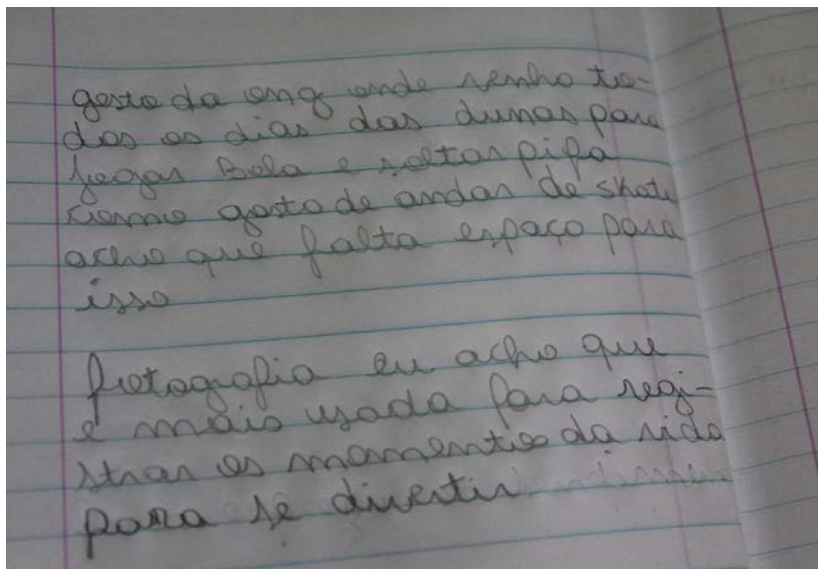 gosto da ong onde venho to-
dos os dias das dunas para
jogar Bola e soltar pipa
como gosto de andar de skate
acho que falta espaço para
isso
fotografia eu acho que
é mais usada para regi-
strar os momentos da vida
para se divertir